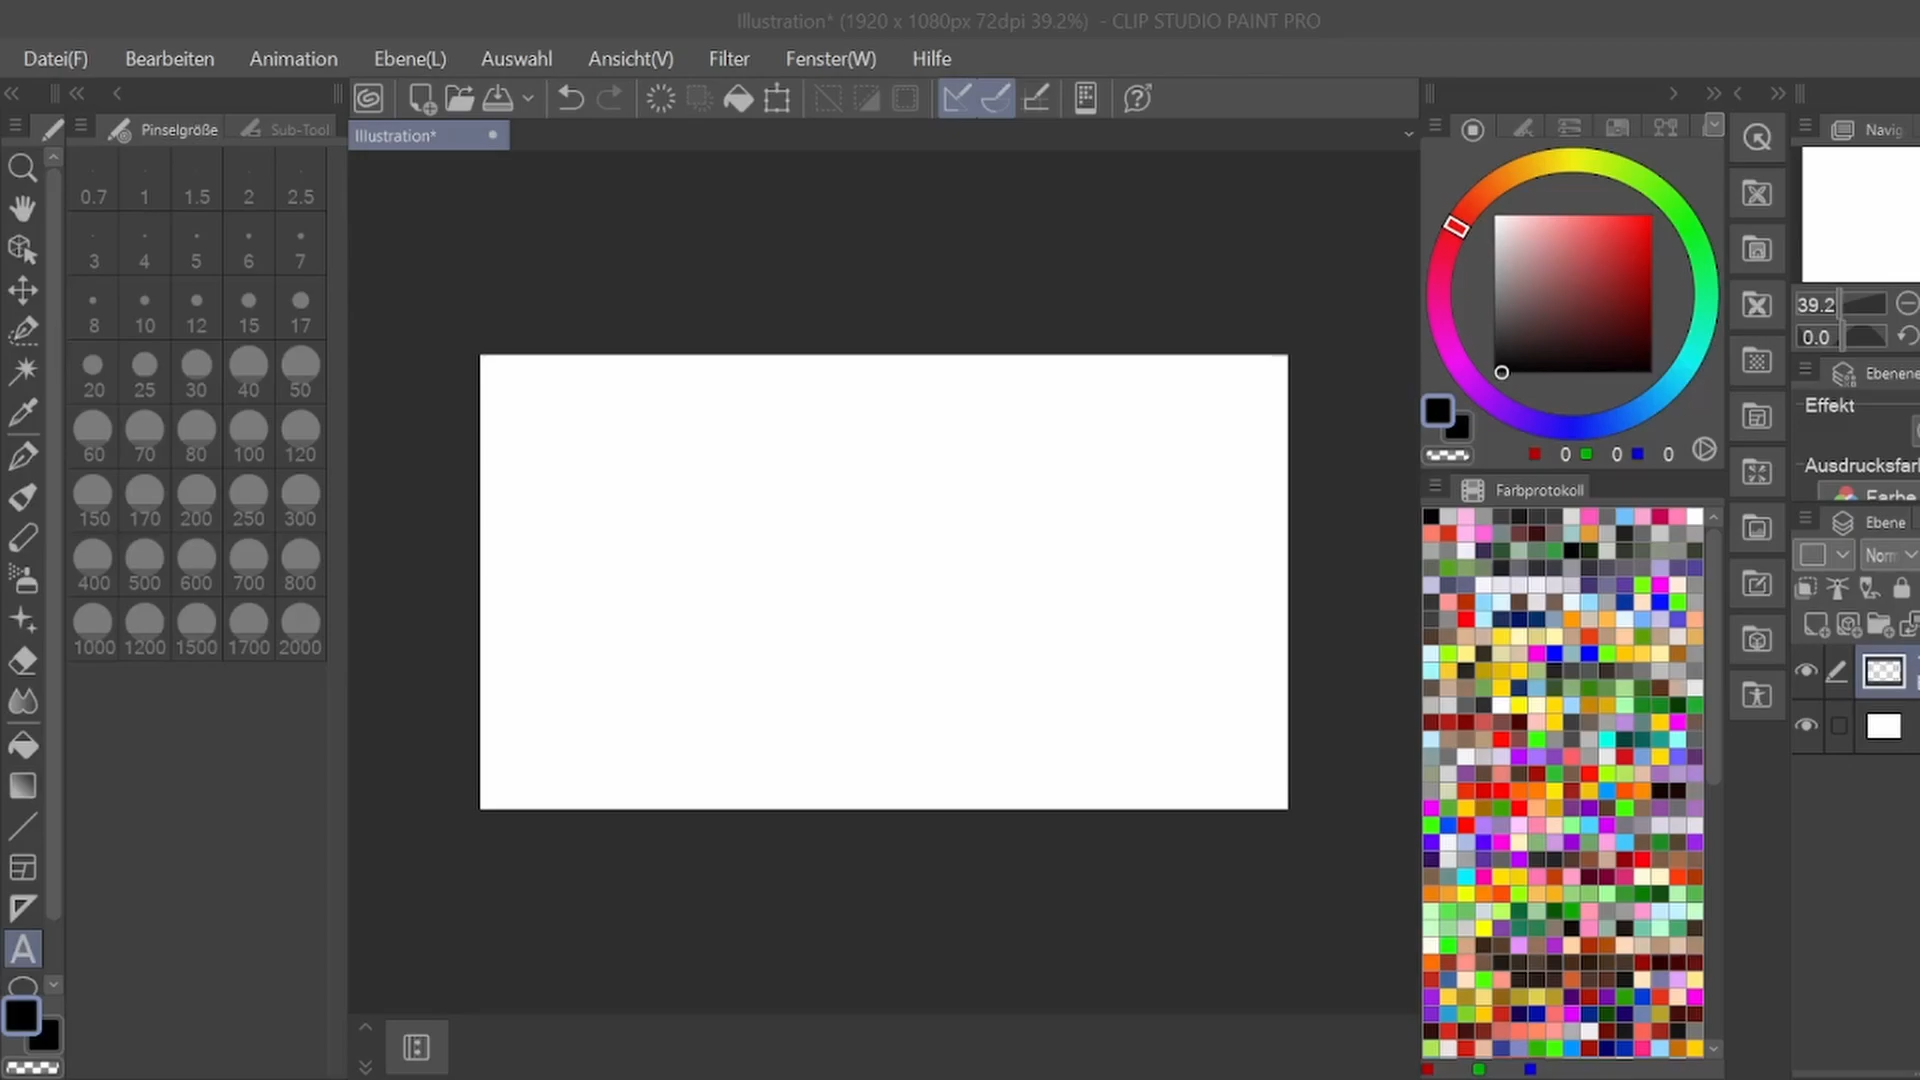 Illustration* (1920 x 1080px 72dpi 39.2%) - CLIP STUDIO PAINT PRO
Datei(F) Bearbeiten Animation Ebene(L) Auswahl Ansicht(V) Filter Fenster(W) Hilfe
Pinselgröße Sub-Tool
Illustration*
Navig
0.7 1 1.5 2 2.5
3 4 5 6 7
8 10 12 15 17
20 25 30 40 50
60 70 80 100 120
150 170 200 250 300
400 500 600 700 800
1000 1200 1500 1700 2000
A
0 0 0
Farbprotokoll
39.2
0.0
Ebenene
Effekt
Ausdrucksfarl
Farbe
Ebene
Norn